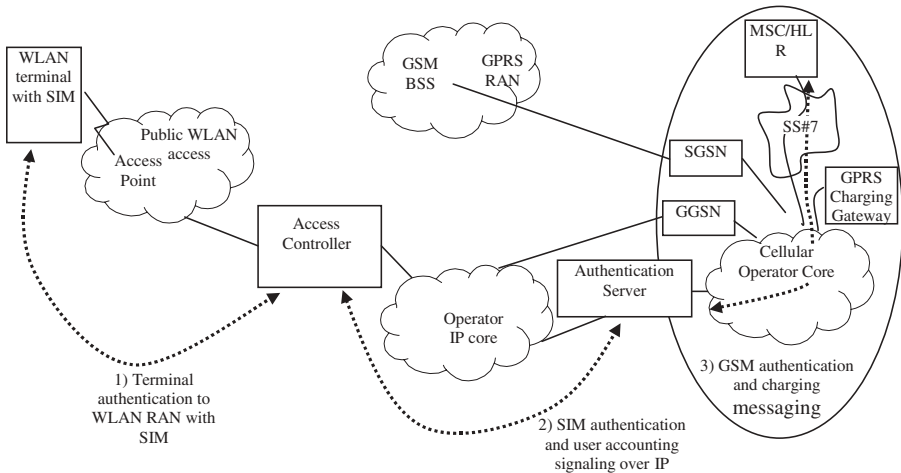 WLAN
terminal
with SIM
Public WLAN
access
Access
Point
GSM
BSS
GPRS
RAN
MSC/HL
R
SS#7
SGSN
GGSN
GPRS
Charging
Gateway
Access
Controller
Authentication
Server
Cellular
Operator Core
Operator
IP core
1) Terminal
authentication to
WLAN RAN with
SIM
2) SIM authentication
and user accounting
signaling over IP
3) GSM authentication
and charging
messaging